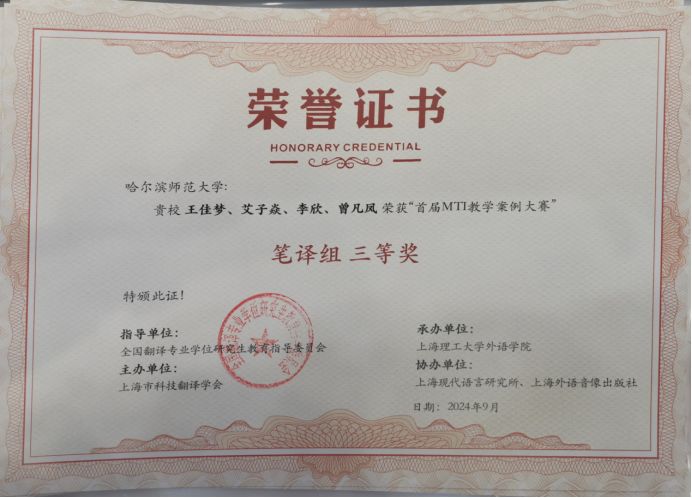 荣誉证书
HONORARY CREDENTIAL
哈尔滨师范大学:
贵校 王佳梦、艾子焱、李欣、曾凡凤 荣获“首届MTI教学案例大赛”
笔译组 三等奖
特颁此证!
指导单位:
全国翻译专业学位研究生教育指导委员会
主办单位:
上海市科技翻译学会
承办单位:
上海理工大学外语学院
协办单位:
上海现代语言研究所、上海外语音像出版社
日期: 2024年9月